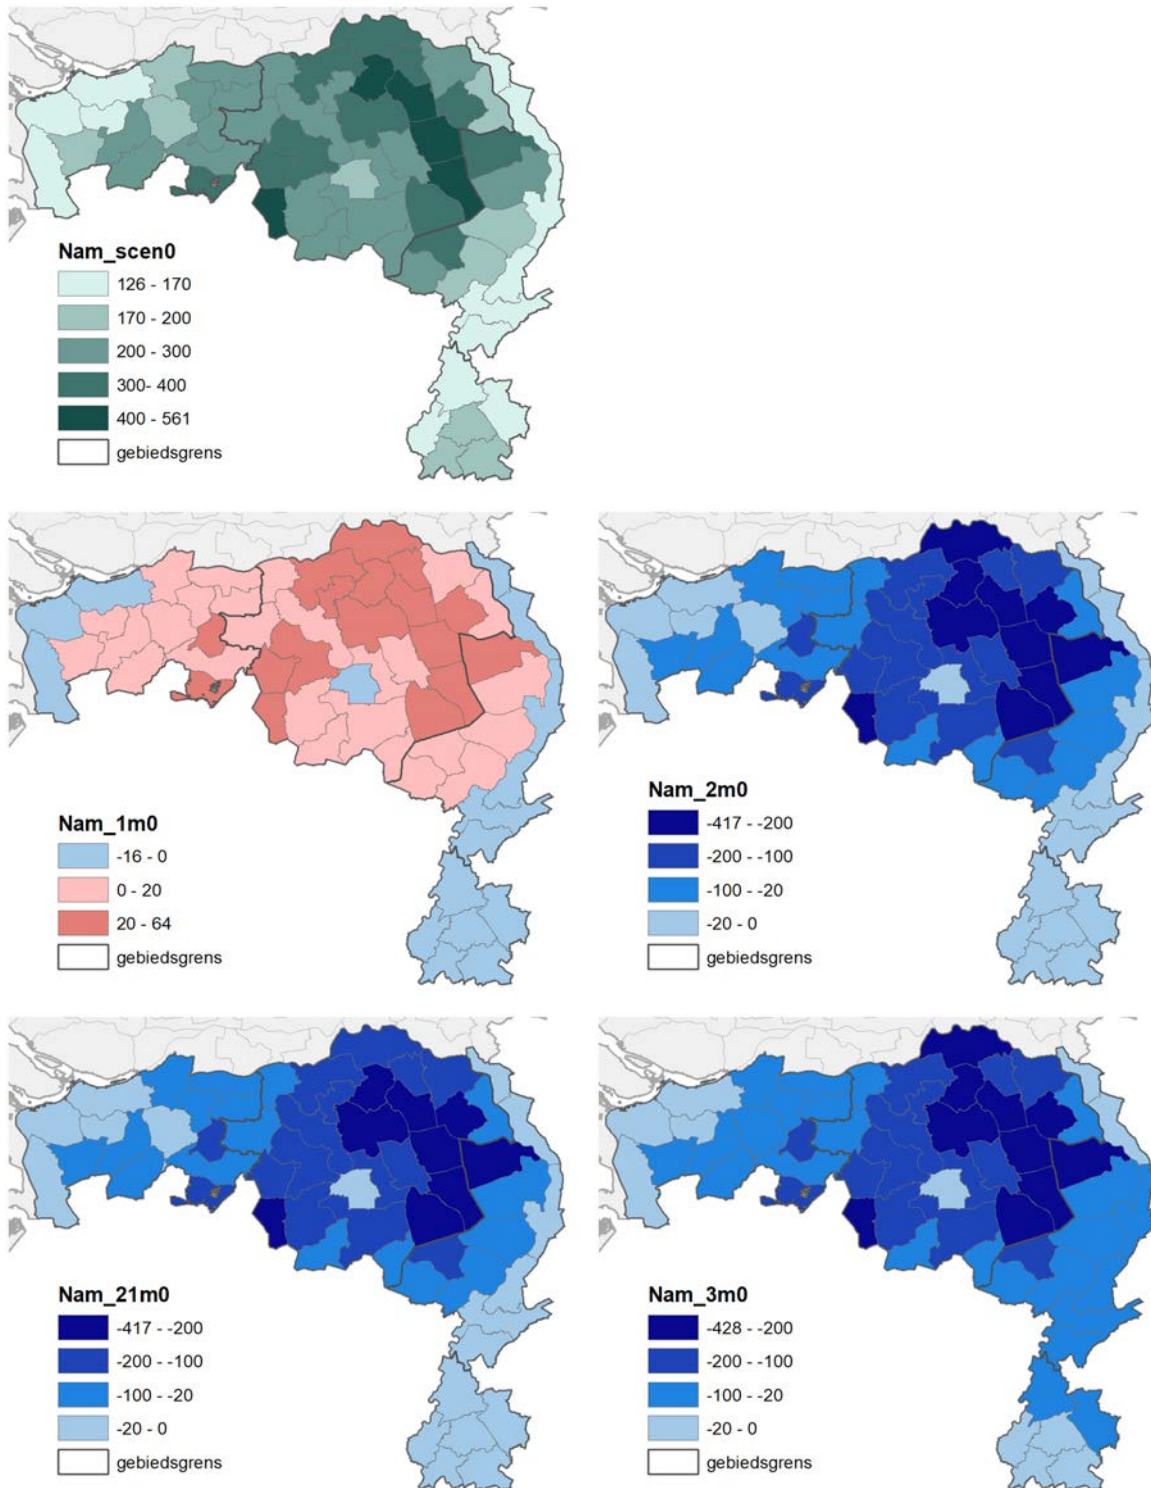 Nam_scen0
126 - 170
170 - 200
200 - 300
300- 400
400 - 561
gebiedsgrens
Nam_1m0
-16 - 0
0 - 20
20 - 64
gebiedsgrens
Nam_2m0
-417 - -200
-200 - -100
-100 - -20
-20 - 0
gebiedsgrens
Nam_21m0
-417 - -200
-200 - -100
-100 - -20
-20 - 0
gebiedsgrens
Nam_3m0
-428 - -200
-200 - -100
-100 - -20
-20 - 0
gebiedsgrens